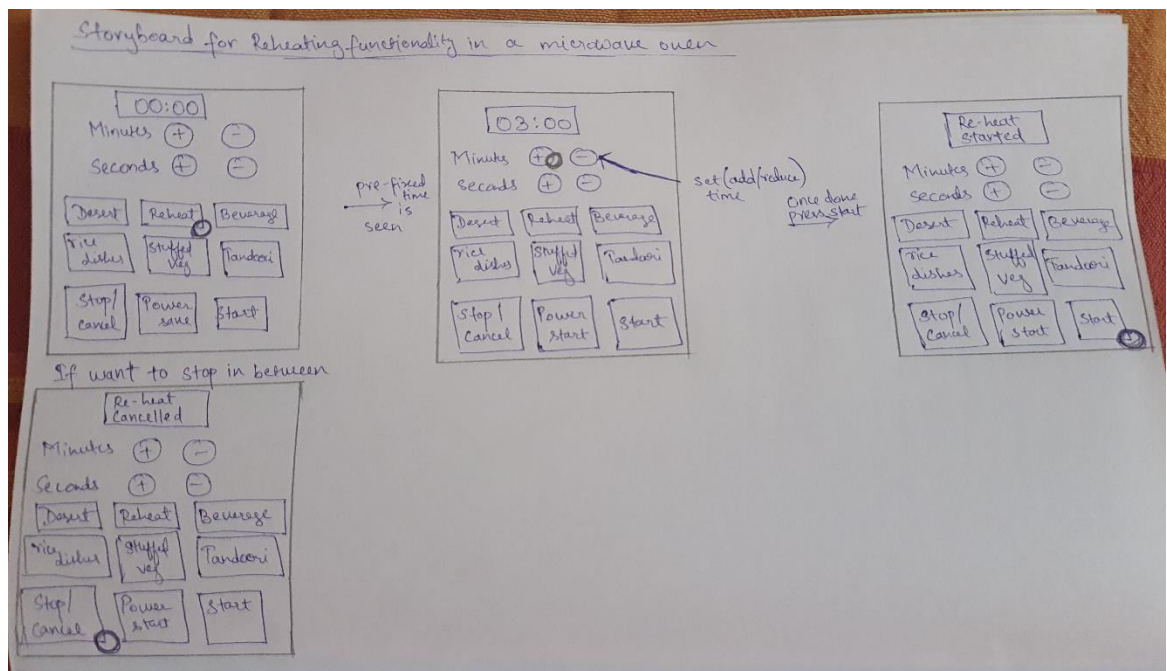 Storyboard for Reheating functionality in a microwave oven
00:00
Minutes + -
Seconds + -
Desert Reheat Beverage
rice dishes Stuffed veg Tandoori
Stop/ cancel Power save Start
pre-fixed
time
is
seen
03:00
Minutes + -
seconds + -
Desert Reheat Beverage
rice dishes Stuffed veg Tandoori
Stop/ Cancel Power start Start
set (add/reduce)
time
once done
press start
Re-heat
started
Minutes + -
Seconds + -
Desert Reheat Beverage
rice dishes Stuffed veg Tandoori
Stop/ Cancel Power start Start
If want to stop in between
Re-heat
Cancelled
Minutes + -
Seconds + -
Desert Reheat Beverage
rice dishes Stuffed veg Tandoori
Stop/ Cancel Power start Start